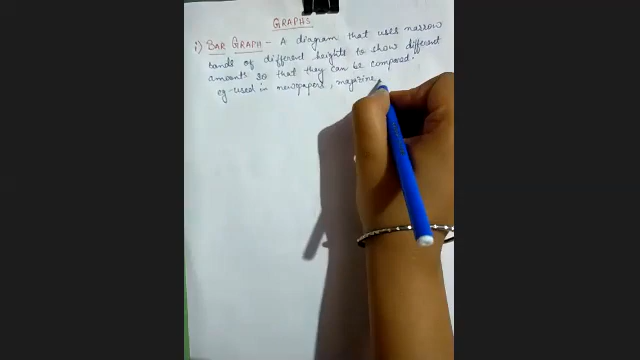 GRAPHS
i) BAR GRAPH - A diagram that uses narrow
bands of different heights to show different
amounts so that they can be compared.
eg - used in newspapers, magazine